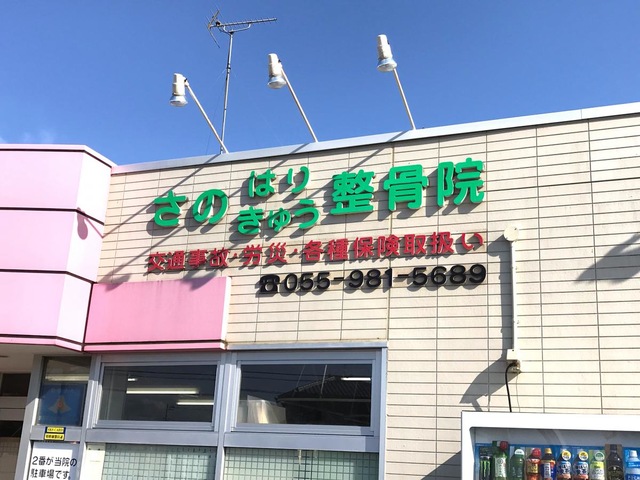 さの はり きゅう 整骨院
交通事故・労災・各種保険取扱い
☎055-981-5689
2番が当院の
駐車場です。